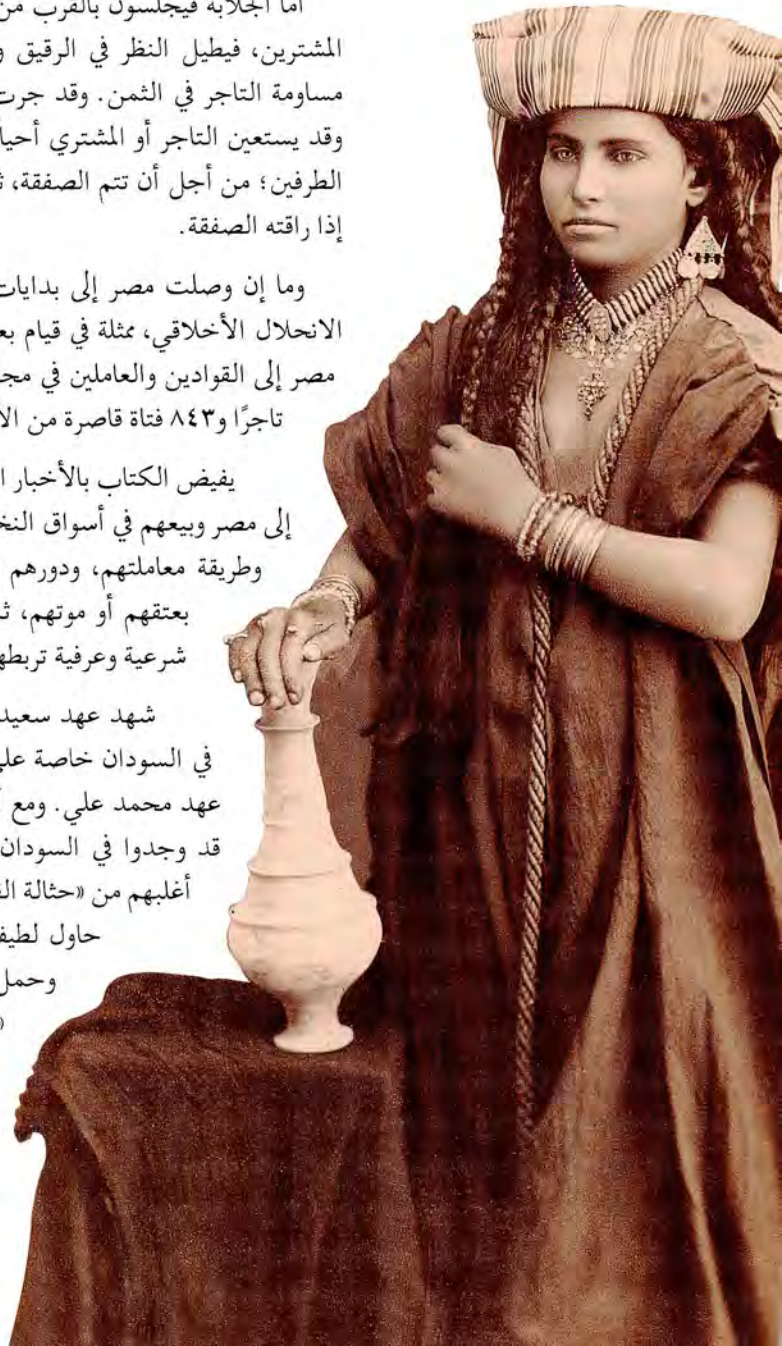 أما الجلابة فيجلسون بالقرب من
المشترين، فيطيل النظر في الرقيق و
مساومة التاجر في الثمن. وقد جرت
وقد يستعين التاجر أو المشتري أحيا
الطرفين؛ من أجل أن تتم الصفقة، ث
إذا راقته الصفقة.
وما إن وصلت مصر إلى بدايات
الانحلال الأخلاقي، ممثلة في قيام بع
مصر إلى القوادين والعاملين في مجـ
تاجرًا و٨٤٣ فتاة قاصرة من الا
يفيض الكتاب بالأخبار ا
إلى مصر وبيعهم في أسواق النخ
وطريقة معاملتهم، ودورهم
بعتقهم أو موتهم، ث
شرعية وعرفية تربطه
شهد عهد سعيد
في السودان خاصة علـ
عهد محمد علي. ومع
قد وجدوا في السودان
أغلبهم من «حثالة الق
حاول لطيف
وحمل
»